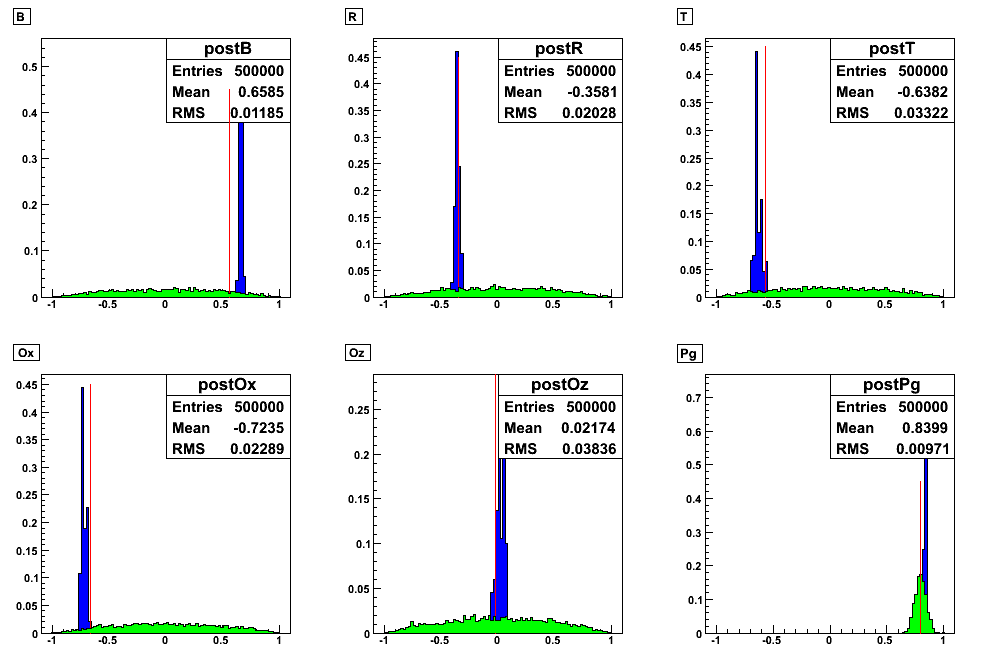 B
postB
Entries 500000
Mean 0.6585
RMS 0.01185
0.5
0.4
0.3
0.2
0.1
0
-1 -0.5 0 0.5 1
R
postR
Entries 500000
Mean -0.3581
RMS 0.02028
0.45
0.4
0.35
0.3
0.25
0.2
0.15
0.1
0.05
0
-1 -0.5 0 0.5 1
T
postT
Entries 500000
Mean -0.6382
RMS 0.03322
0.45
0.4
0.35
0.3
0.25
0.2
0.15
0.1
0.05
0
-1 -0.5 0 0.5 1
Ox
postOx
Entries 500000
Mean -0.7235
RMS 0.02289
0.45
0.4
0.35
0.3
0.25
0.2
0.15
0.1
0.05
0
-1 -0.5 0 0.5 1
Oz
postOz
Entries 500000
Mean 0.02174
RMS 0.03836
0.25
0.2
0.15
0.1
0.05
0
-1 -0.5 0 0.5 1
Pg
postPg
Entries 500000
Mean 0.8399
RMS 0.00971
0.7
0.6
0.5
0.4
0.3
0.2
0.1
0
-1 -0.5 0 0.5 1